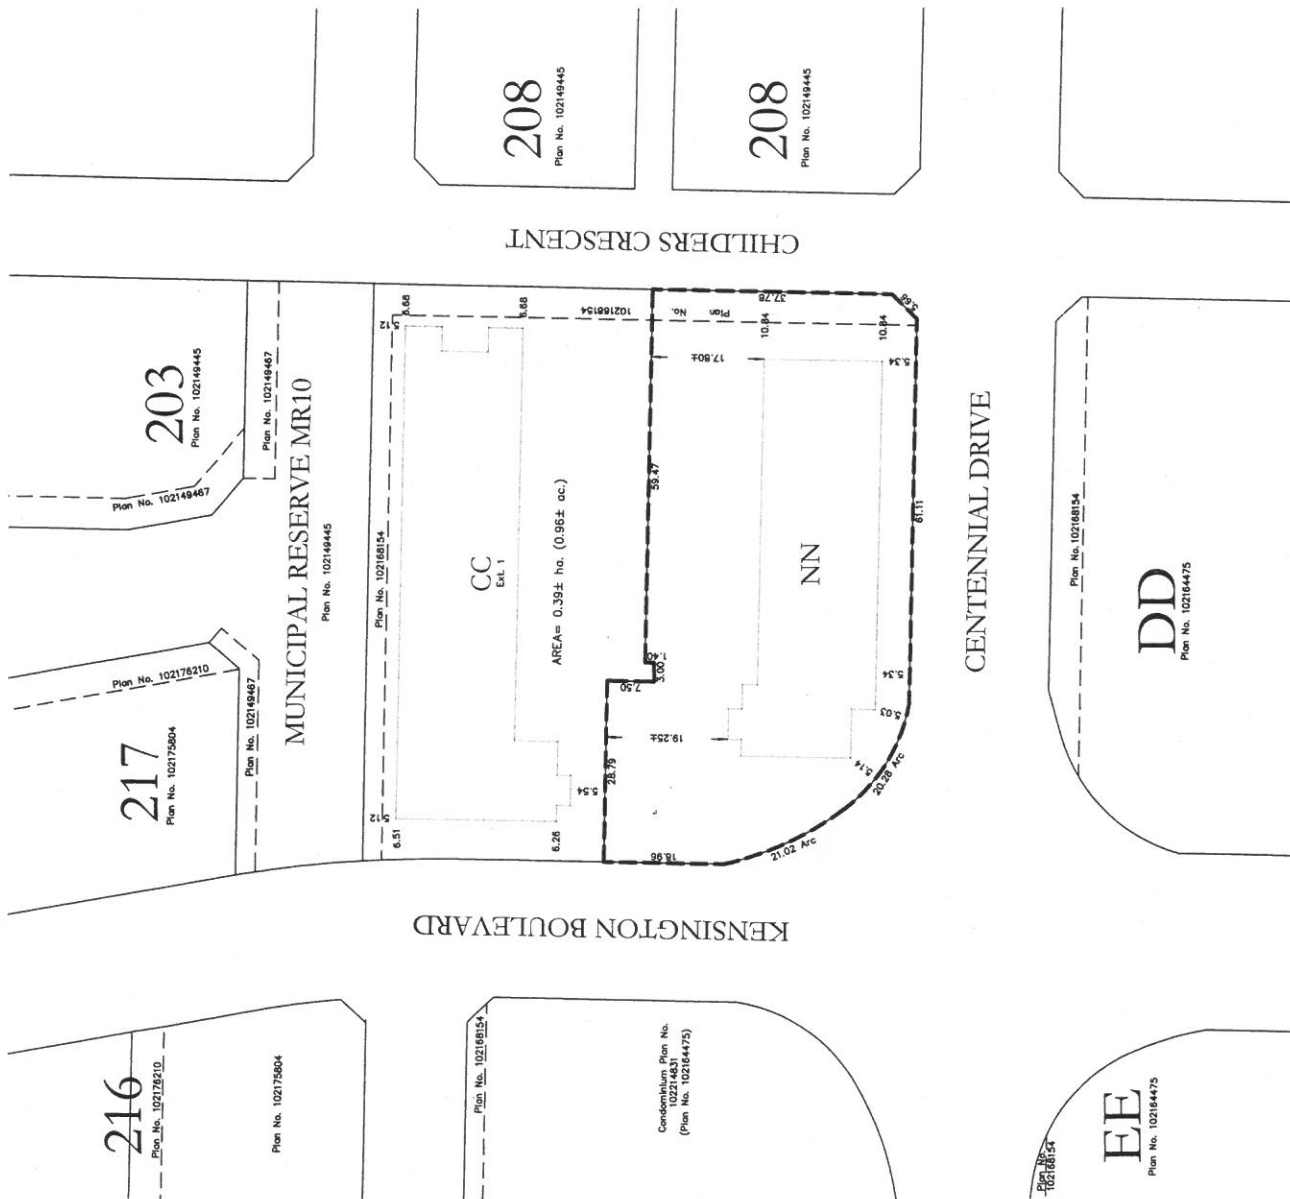 208
Plan No. 102149445
208
Plan No. 102149445
CHILDERS CRESCENT
203
Plan No. 102149445
Plan No. 102149467
Plan No. 102149467
MUNICIPAL RESERVE MR10
Plan No. 102149445
217
Plan No. 102175804
Plan No. 102176210
Plan No. 102149467
Plan No. 102168154
5.12
6.68
6.68
Plan No. 102168154
37.78
5.66
10.84
10.84
17.80±
5.34
59.47
CC
Ext. 1
AREA= 0.39± ha. (0.96± ac.)
NN
61.11
1.40
3.00
7.50
5.34
5.03
19.25±
28.79
5.54
5.14
20.28 Arc
5.12
6.51
6.26
18.96
21.02 Arc
CENTENNIAL DRIVE
Plan No. 102168154
DD
Plan No. 102164475
KENSINGTON BOULEVARD
216
Plan No. 102176210
Plan No. 102175804
Plan No. 102168154
Condominium Plan No.
102214831
(Plan No. 102164475)
EE
Plan No. 102164475
Plan No.
102168154